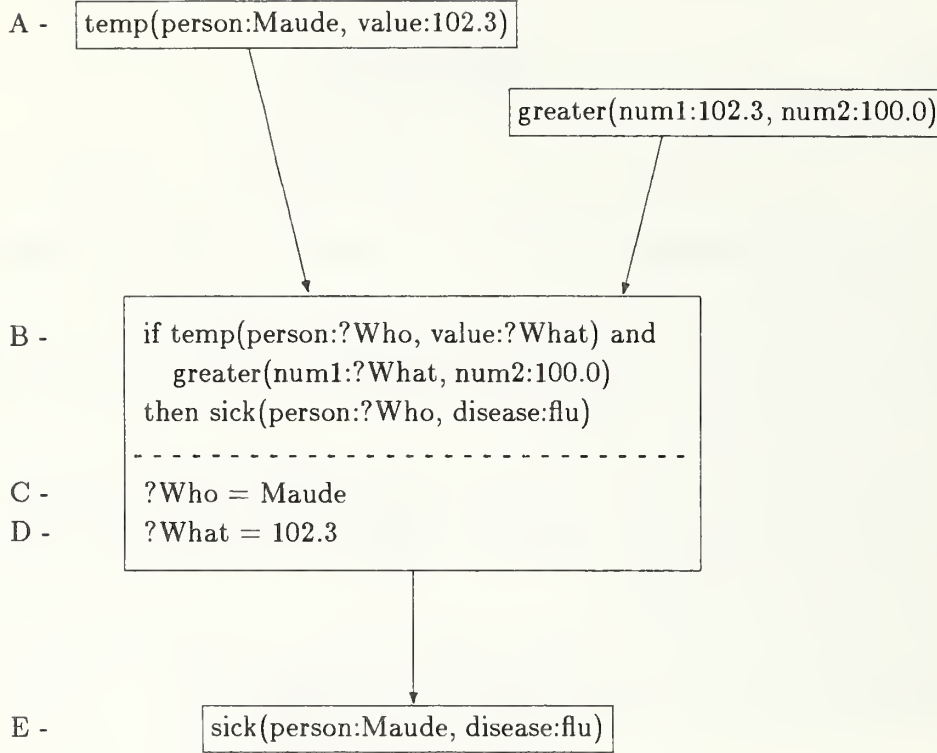 A - temp(person:Maude, value:102.3)
greater(num1:102.3, num2:100.0)
B - if temp(person:?Who, value:?What) and
greater(num1:?What, num2:100.0)
then sick(person:?Who, disease:flu)
C - ?Who = Maude
D - ?What = 102.3
E - sick(person:Maude, disease:flu)